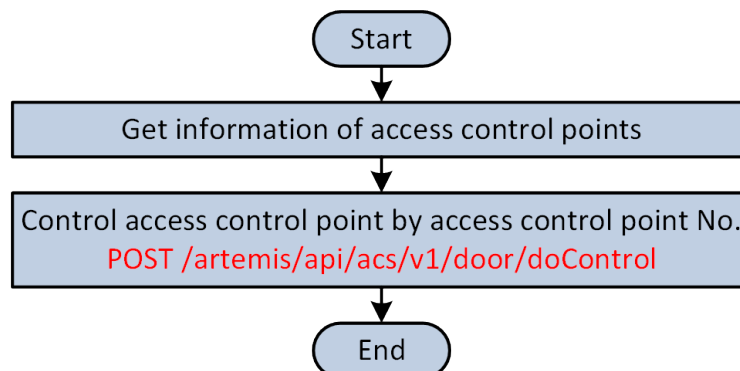 Start
Get information of access control points
Control access control point by access control point No.
POST /artemis/api/acs/v1/door/doControl
End